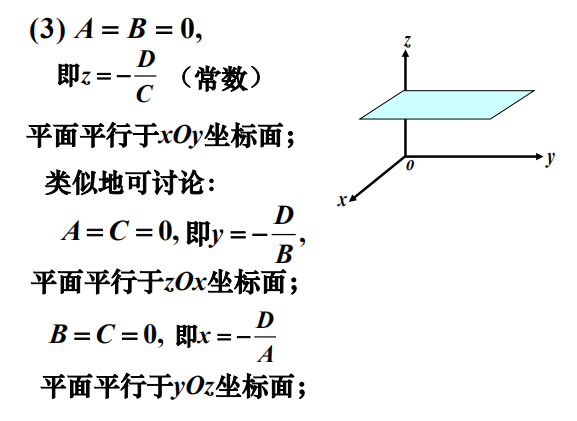 (3) A = B = 0,
即z = -D/C （常数）
平面平行于xOy坐标面；
类似地可讨论：
A = C = 0, 即y = -D/B,
平面平行于zOx坐标面；
B = C = 0, 即x = -D/A
平面平行于yOz坐标面；
z
o
y
x